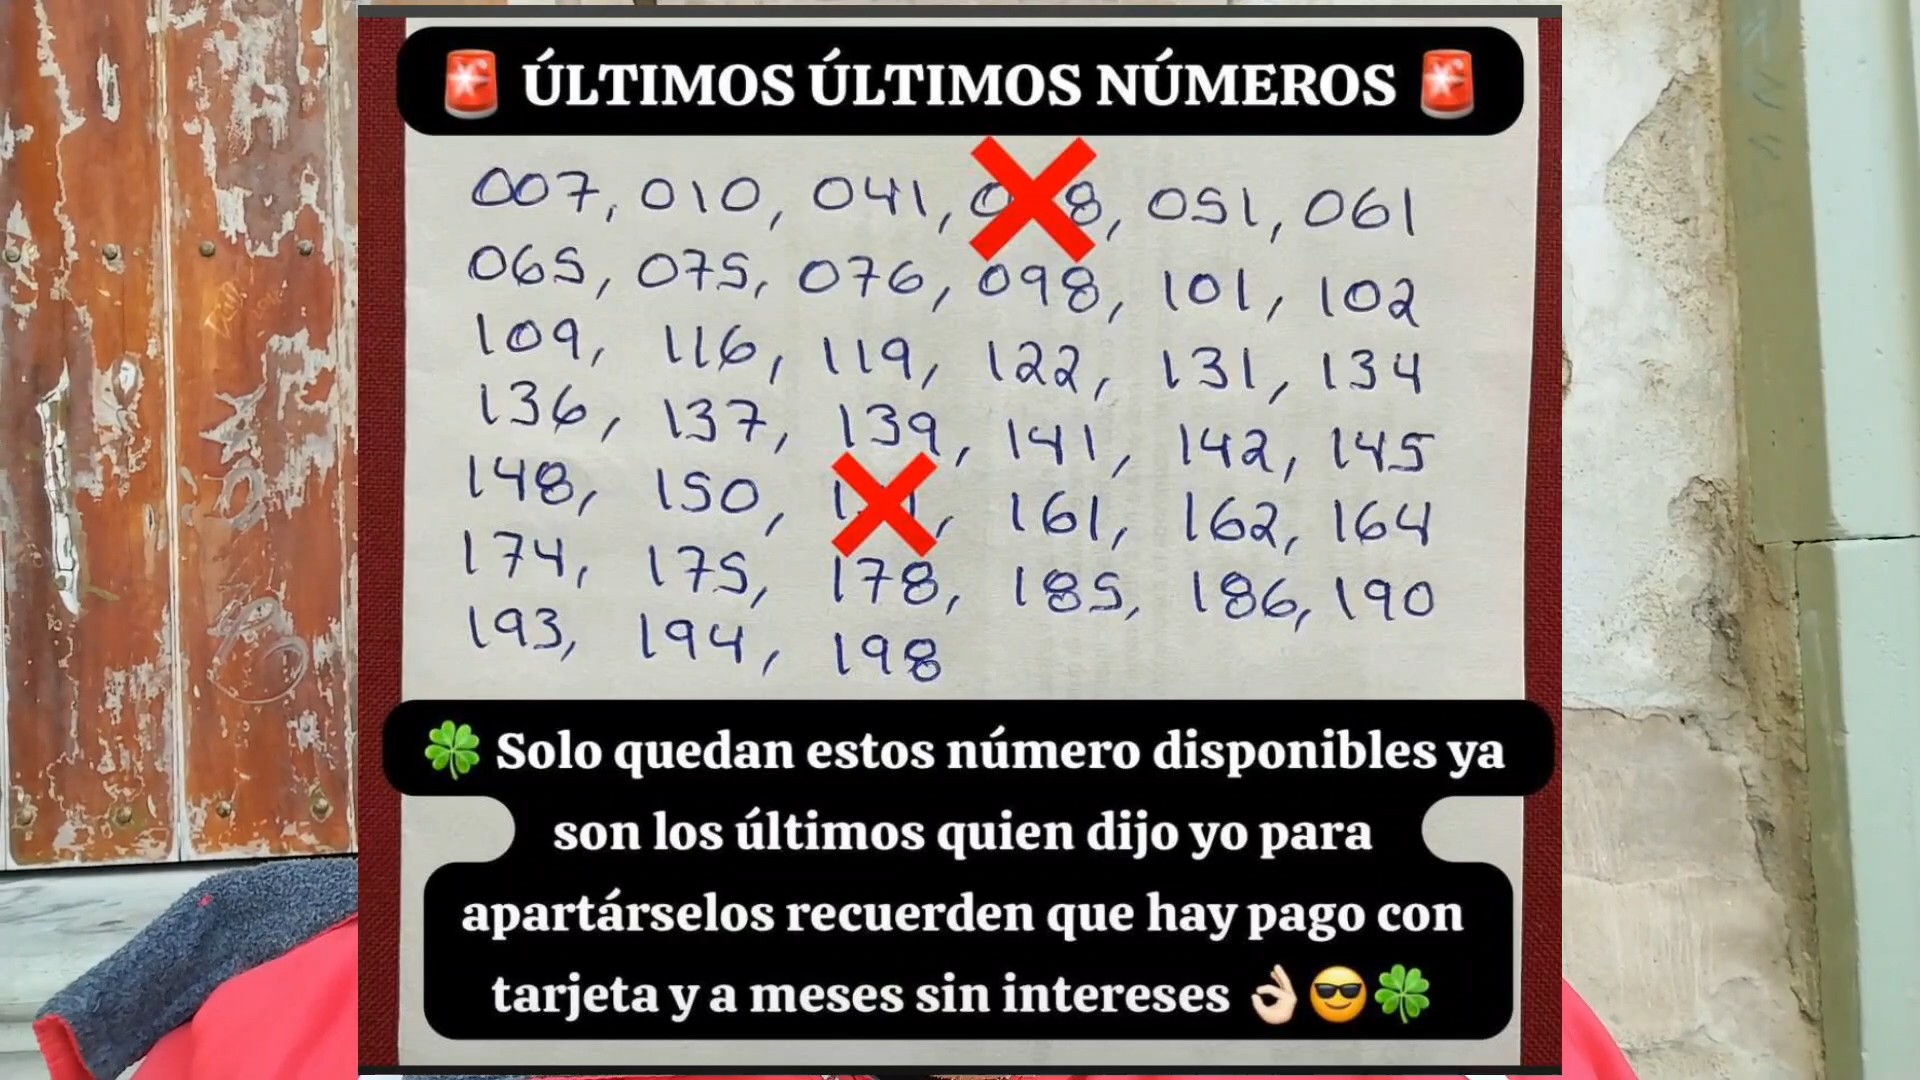 🚨 ÚLTIMOS ÚLTIMOS NÚMEROS 🚨
007, 010, 041, 051, 061
065, 075, 076, 098, 101, 102
109, 116, 119, 122, 131, 134
136, 137, 139, 141, 142, 145
148, 150, 161, 162, 164
174, 175, 178, 185, 186, 190
193, 194, 198
🍀 Solo quedan estos número disponibles ya
son los últimos quien dijo yo para
apartárselos recuerden que hay pago con
tarjeta y a meses sin intereses 👌🏻😎🍀